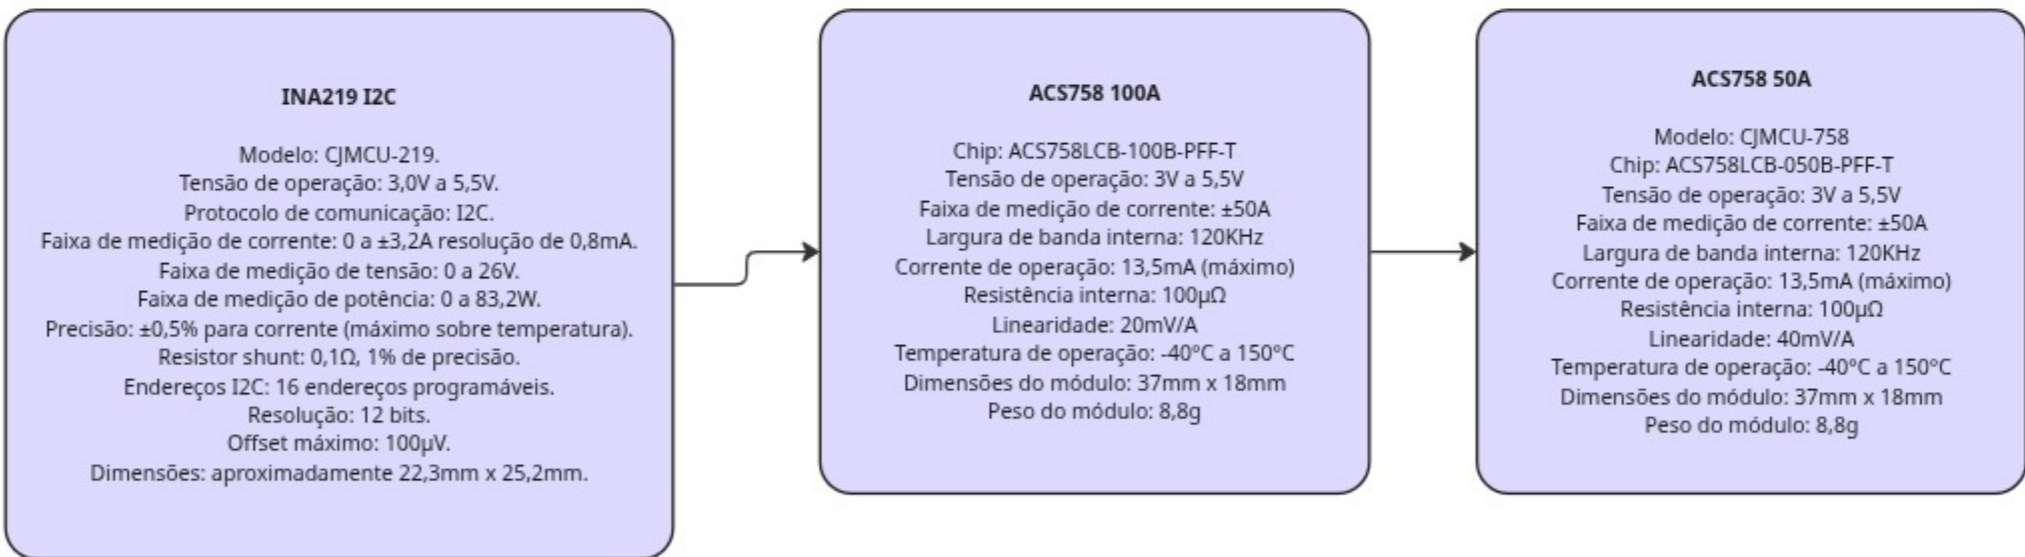 INA219 I2C
Modelo: CJMCU-219.
Tensão de operação: 3,0V a 5,5V.
Protocolo de comunicação: I2C.
Faixa de medição de corrente: 0 a ±3,2A resolução de 0,8mA.
Faixa de medição de tensão: 0 a 26V.
Faixa de medição de potência: 0 a 83,2W.
Precisão: ±0,5% para corrente (máximo sobre temperatura).
Resistor shunt: 0,1Ω, 1% de precisão.
Endereços I2C: 16 endereços programáveis.
Resolução: 12 bits.
Offset máximo: 100µV.
Dimensões: aproximadamente 22,3mm x 25,2mm.
ACS758 100A
Chip: ACS758LCB-100B-PFF-T
Tensão de operação: 3V a 5,5V
Faixa de medição de corrente: ±50A
Largura de banda interna: 120KHz
Corrente de operação: 13,5mA (máximo)
Resistência interna: 100µΩ
Linearidade: 20mV/A
Temperatura de operação: -40°C a 150°C
Dimensões do módulo: 37mm x 18mm
Peso do módulo: 8,8g
ACS758 50A
Modelo: CJMCU-758
Chip: ACS758LCB-050B-PFF-T
Tensão de operação: 3V a 5,5V
Faixa de medição de corrente: ±50A
Largura de banda interna: 120KHz
Corrente de operação: 13,5mA (máximo)
Resistência interna: 100µΩ
Linearidade: 40mV/A
Temperatura de operação: -40°C a 150°C
Dimensões do módulo: 37mm x 18mm
Peso do módulo: 8,8g